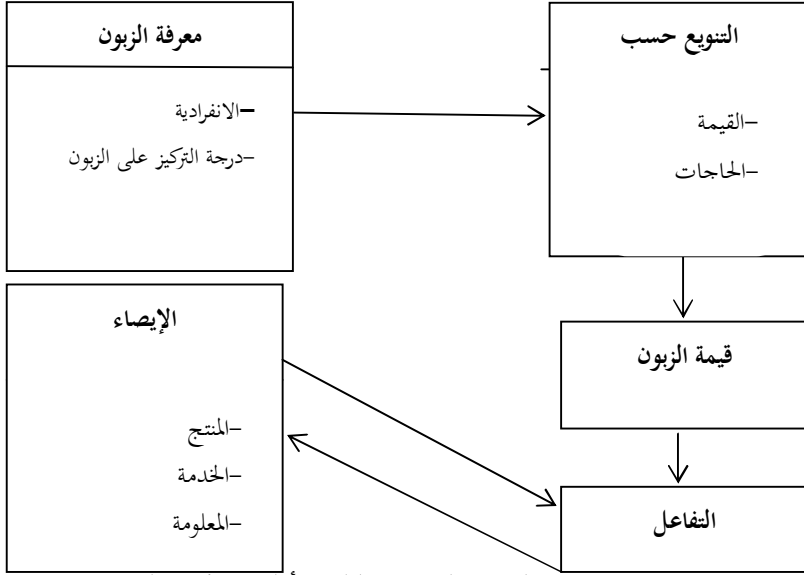 معرفة الزبون
–الانفرادية
–درجة التركيز على الزبون
التنويع حسب
–القيمة
–الحاجات
قيمة الزبون
التفاعل
الإيصاء
–المنتج
–الخدمة
–المعلومة